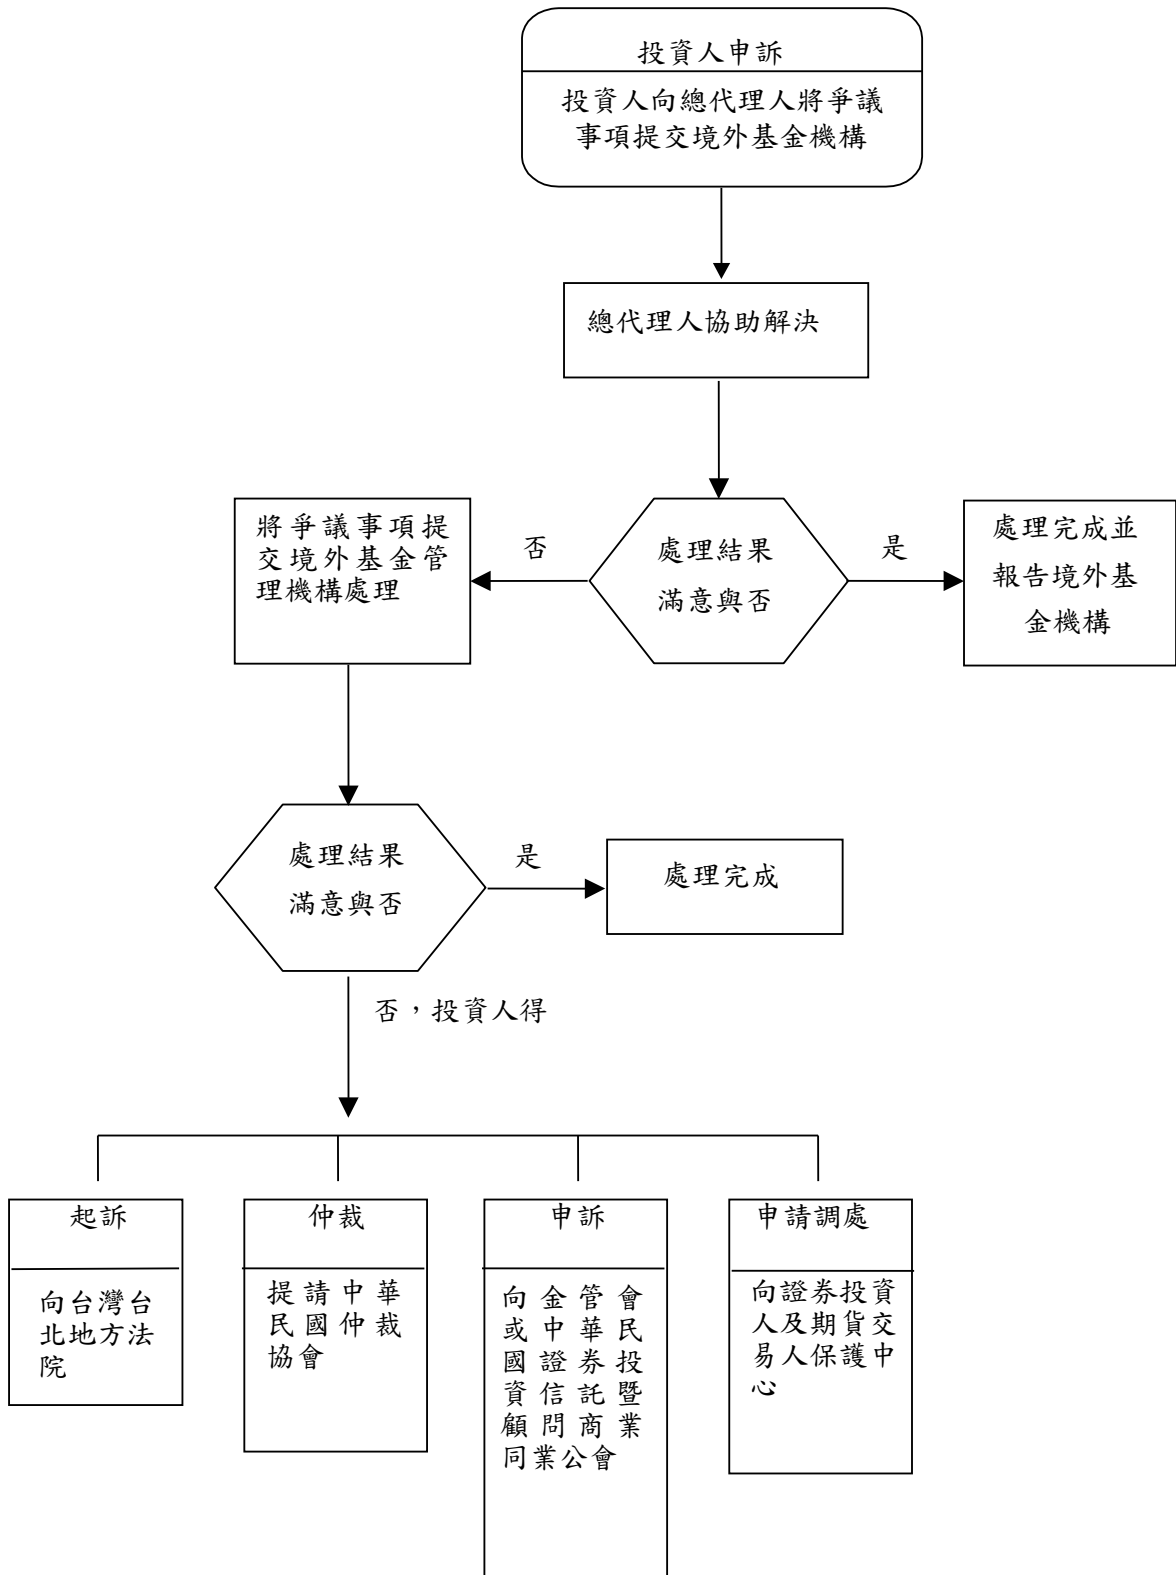 投資人申訴
投資人向總代理人將爭議
事項提交境外基金機構
總代理人協助解決
將爭議事項提
交境外基金管
理機構處理
否
處理結果
滿意與否
是
處理完成並
報告境外基
金機構
處理結果
滿意與否
是
處理完成
否，投資人得
起訴
向台灣台
北地方法
院
仲裁
提請中華
民國仲裁
協會
申訴
向金管會
或中華民
國證券投
資信託暨
顧問商業
同業公會
申請調處
向證券投資
人及期貨交
易人保護中
心